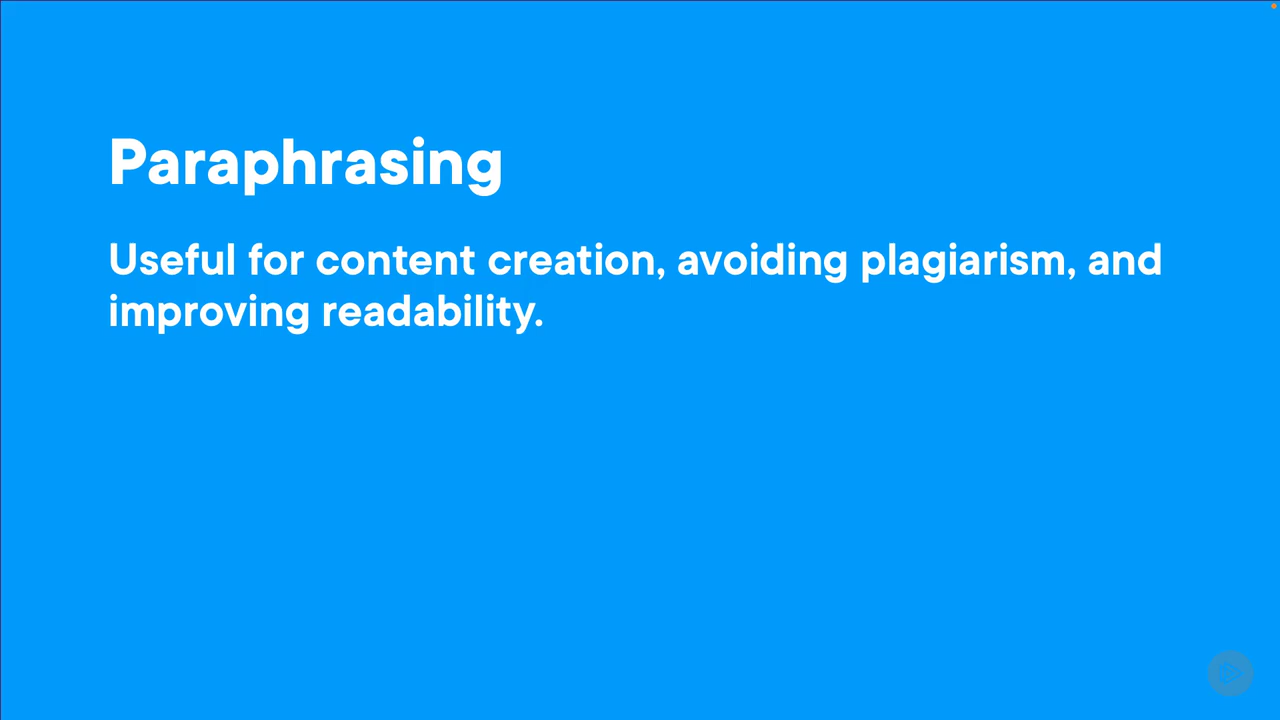 Paraphrasing
Useful for content creation, avoiding plagiarism, and
improving readability.